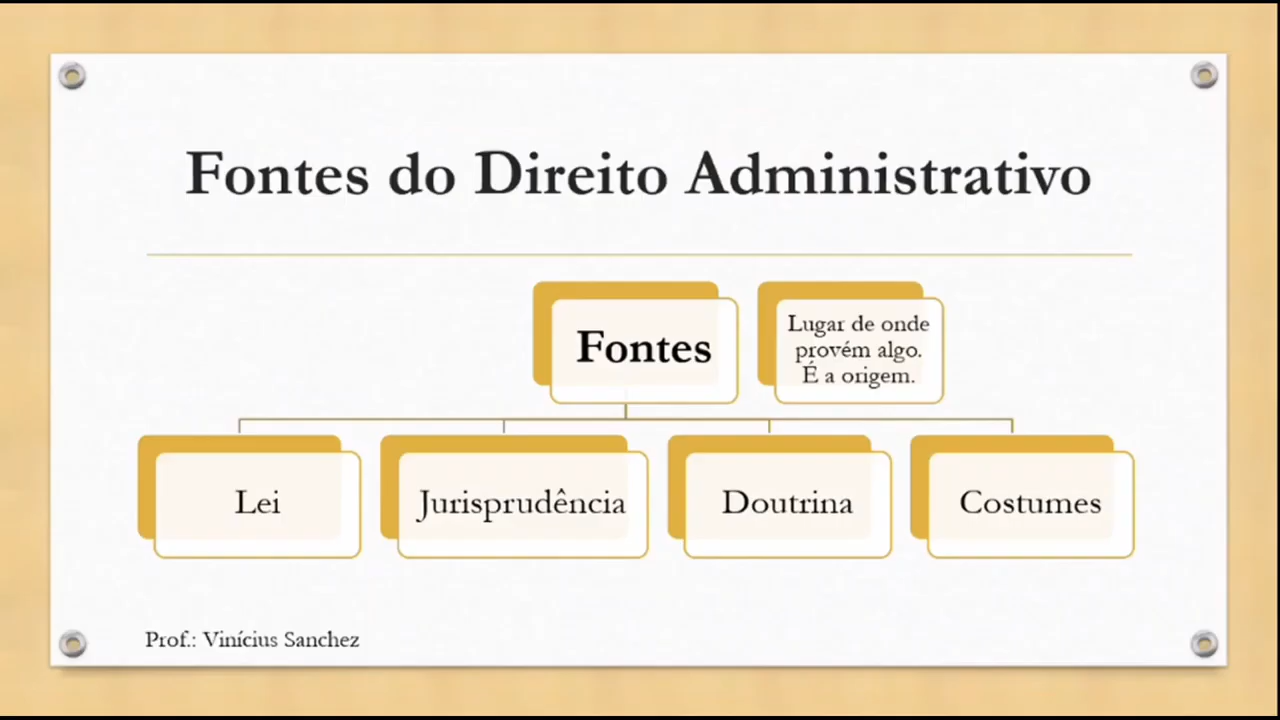 Fontes do Direito Administrativo
Fontes
Lugar de onde
provém algo.
É a origem.
Lei
Jurisprudência
Doutrina
Costumes
Prof.: Vinícius Sanchez